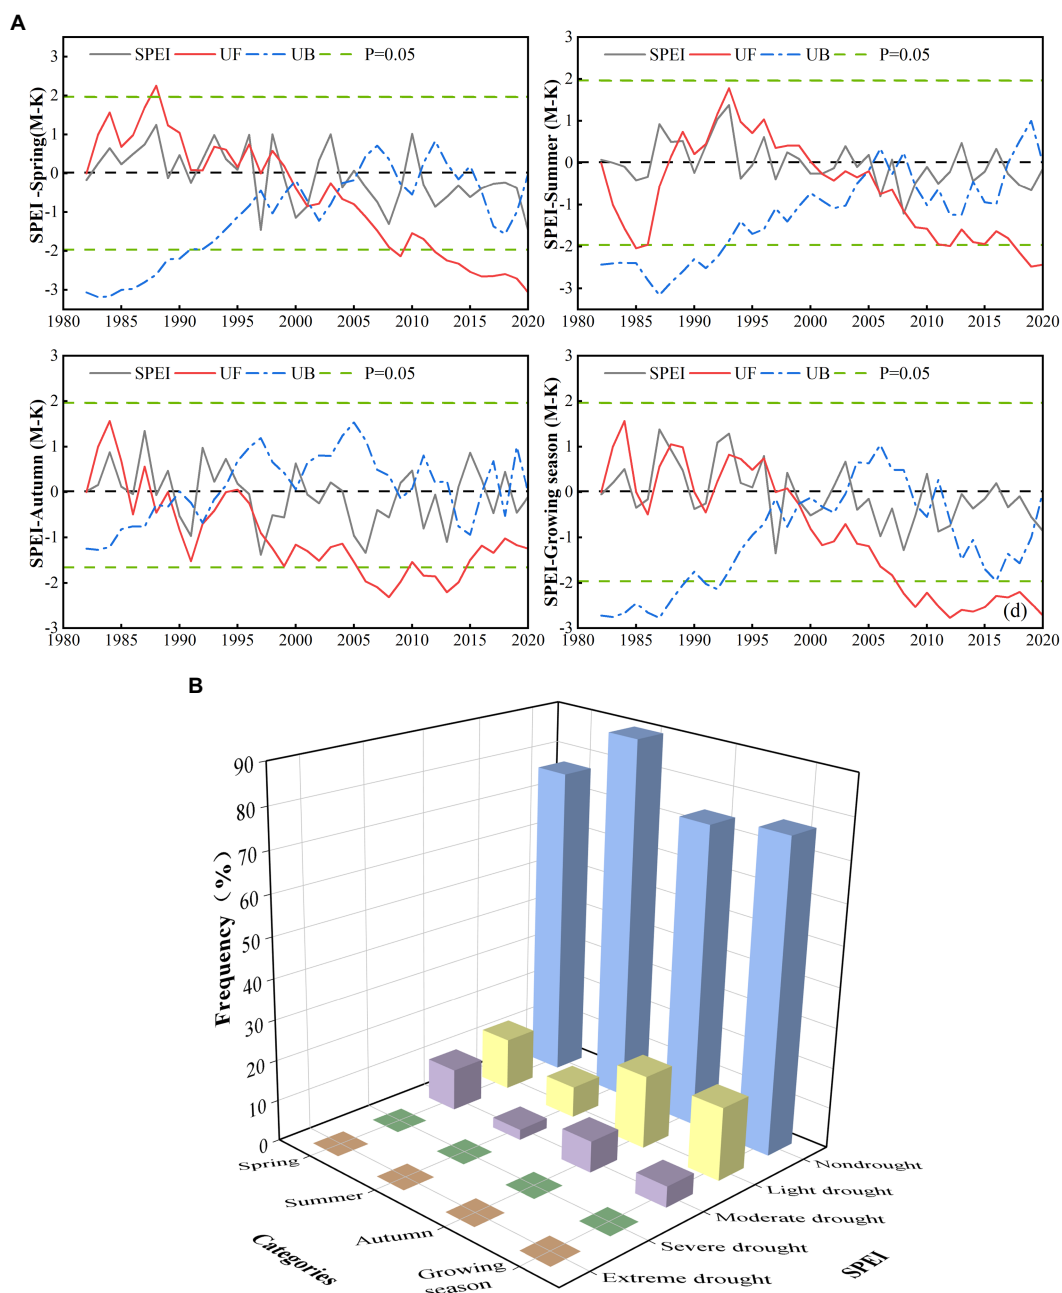 A
SPEI UF UB P=0.05
SPEI -Spring(M-K)
3
2
1
0
-1
-2
-3
1980 1985 1990 1995 2000 2005 2010 2015 2020
SPEI UF UB P=0.05
SPEI-Summer (M-K)
3
2
1
0
-1
-2
-3
1980 1985 1990 1995 2000 2005 2010 2015 2020
SPEI UF UB P=0.05
SPEI-Autumn (M-K)
3
2
1
0
-1
-2
-3
1980 1985 1990 1995 2000 2005 2010 2015 2020
SPEI UF UB P=0.05
SPEI-Growing season (M-K)
3
2
1
0
-1
-2
-3
(d)
1980 1985 1990 1995 2000 2005 2010 2015 2020
B
Frequency（%）
90
80
70
60
50
40
30
20
10
0
Spring
Summer
Autumn
Growing
season
Categories
Nondrought
Light drought
Moderate drought
Severe drought
Extreme drought
SPEI